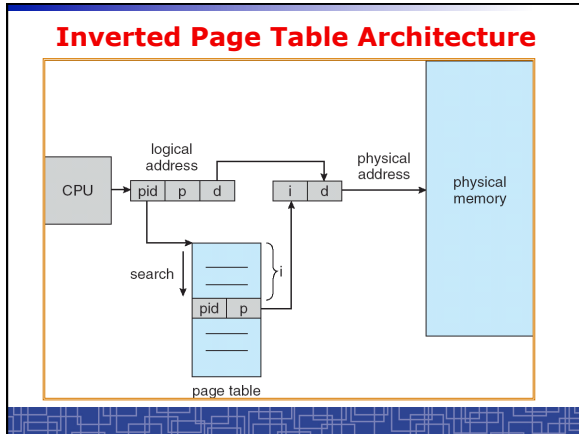 Inverted Page Table Architecture
logical
address
physical
address
CPU
pid p d
i d
physical
memory
search
i
pid p
page table